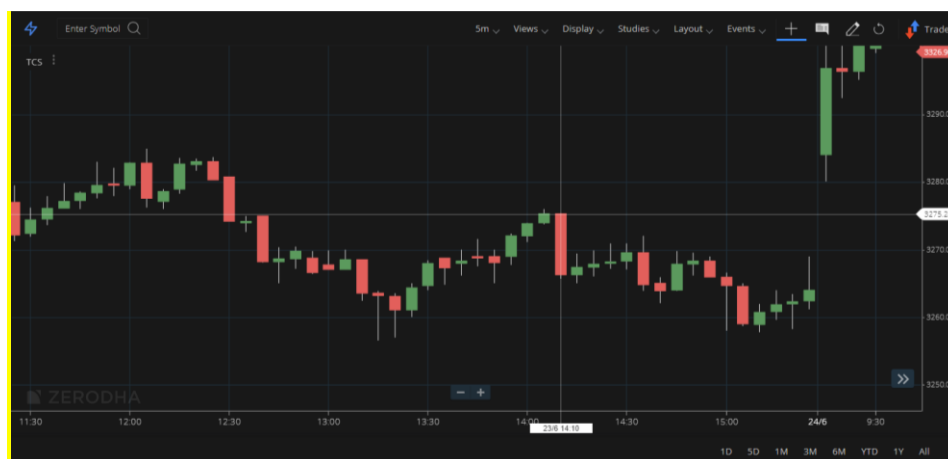 Enter Symbol 5m Views Display Studies Layout Events Trade
TCS
3326.9
3290.0
3280.0
3275.2
3270.0
3260.0
3250.0
ZERODHA
11:30 12:00 12:30 13:00 13:30 14:00 14:30 15:00 24/6 9:30
23/6 14:10
1D 5D 1M 3M 6M YTD 1Y All